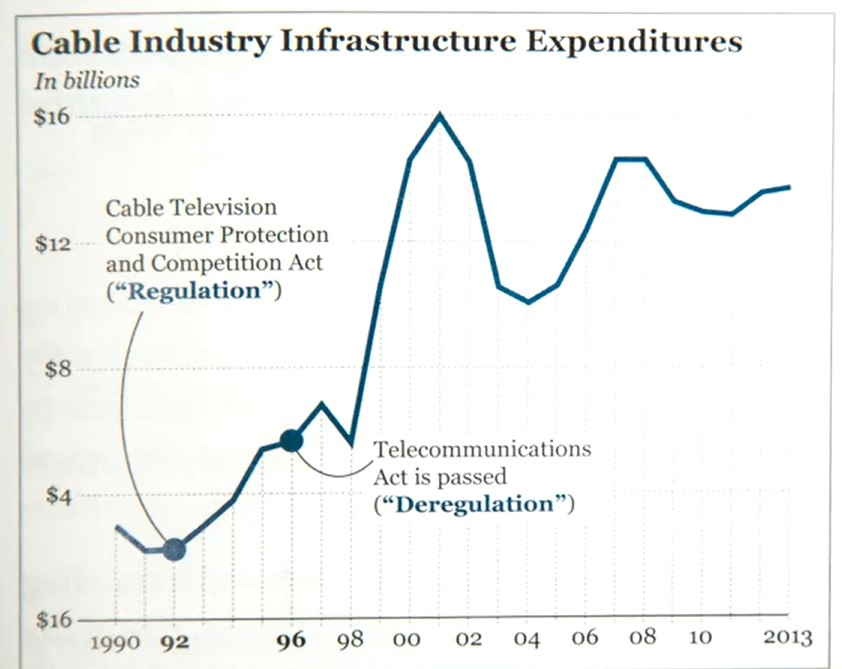 Cable Industry Infrastructure Expenditures
In billions
$16
Cable Television
Consumer Protection
and Competition Act
(“Regulation”)
$12
$8
Telecommunications
Act is passed
(“Deregulation”)
$4
$16
1990 92 96 98 00 02 04 06 08 10 2013